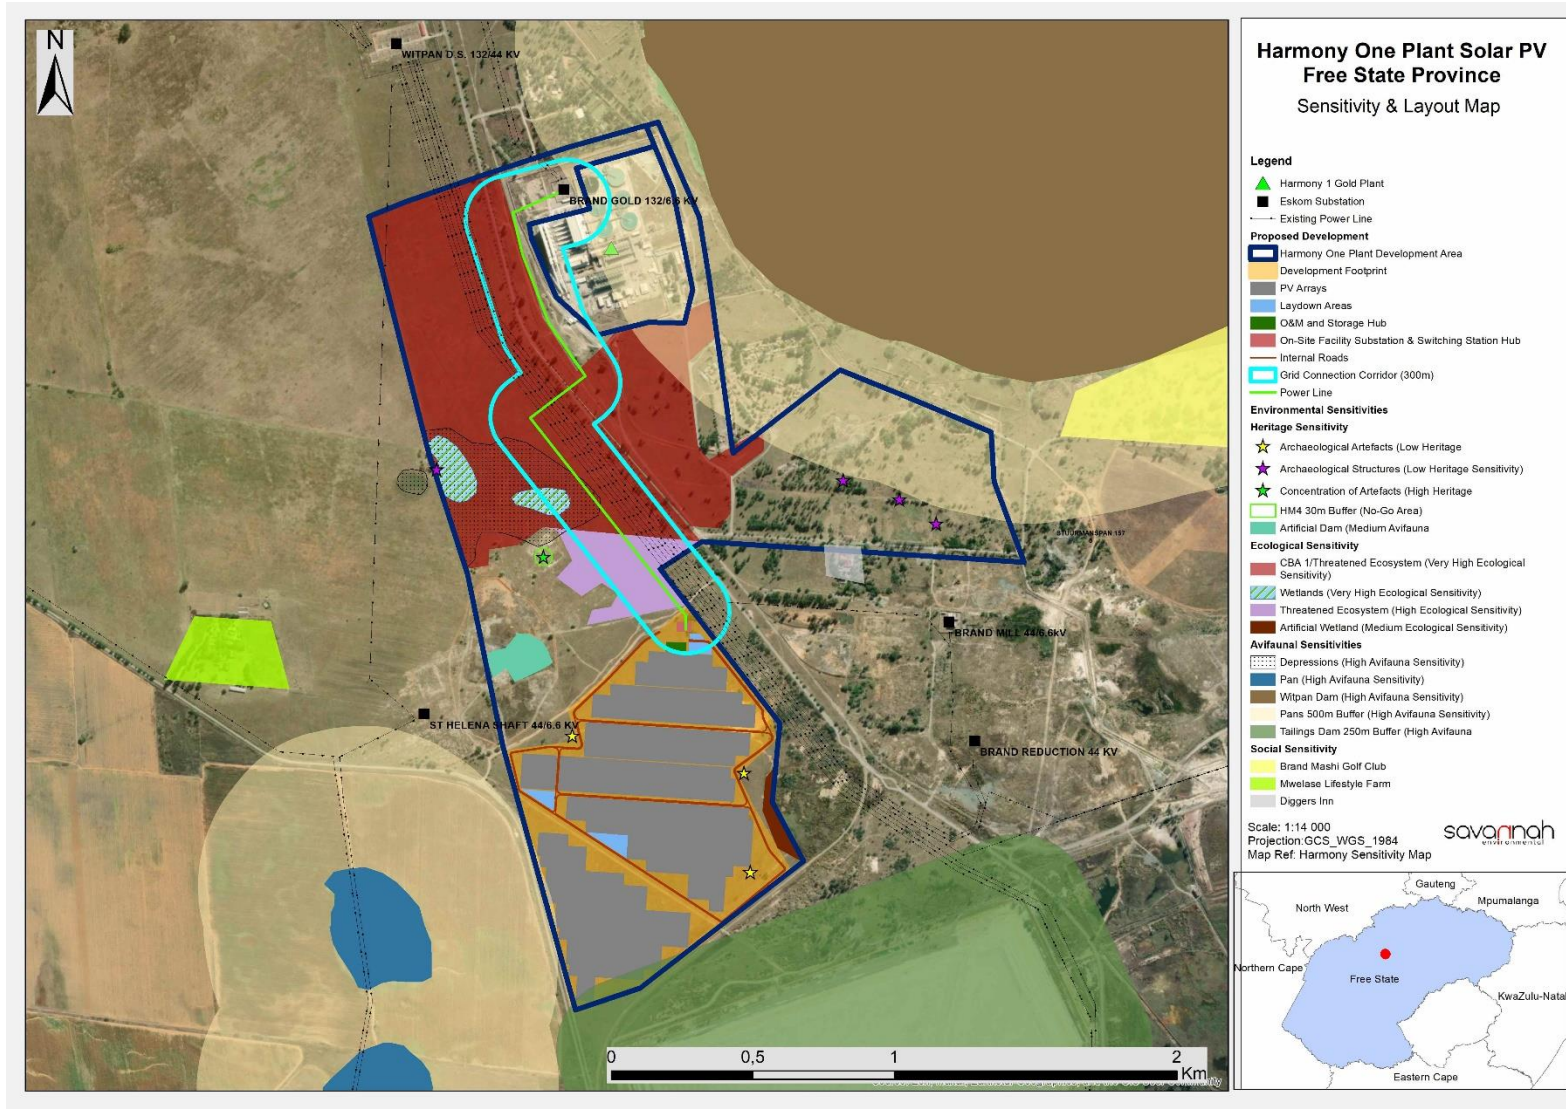 N
WITPAN D.S. 132/44 KV
BRAND GOLD 132/6.6 KV
STUURMANSPAN 157
BRAND MILL 44/6.6kV
ST HELENA SHAFT 44/6.6 KV
BRAND REDUCTION 44 KV
0 0,5 1 2
Km
Harmony One Plant Solar PV
Free State Province
Sensitivity & Layout Map
Legend
Harmony 1 Gold Plant
Eskom Substation
Existing Power Line
Proposed Development
Harmony One Plant Development Area
Development Footprint
PV Arrays
Laydown Areas
O&M and Storage Hub
On-Site Facility Substation & Switching Station Hub
Internal Roads
Grid Connection Corridor (300m)
Power Line
Environmental Sensitivities
Heritage Sensitivity
Archaeological Artefacts (Low Heritage
Archaeological Structures (Low Heritage Sensitivity)
Concentration of Artefacts (High Heritage
HM4 30m Buffer (No-Go Area)
Artificial Dam (Medium Avifauna
Ecological Sensitivity
CBA 1/Threatened Ecosystem (Very High Ecological
Sensitivity)
Wetlands (Very High Ecological Sensitivity)
Threatened Ecosystem (High Ecological Sensitivity)
Artificial Wetland (Medium Ecological Sensitivity)
Avifaunal Sensitivities
Depressions (High Avifauna Sensitivity)
Pan (High Avifauna Sensitivity)
Witpan Dam (High Avifauna Sensitivity)
Pans 500m Buffer (High Avifauna Sensitivity)
Tailings Dam 250m Buffer (High Avifauna
Social Sensitivity
Brand Mashi Golf Club
Mwelase Lifestyle Farm
Diggers Inn
Scale: 1:14 000
Projection:GCS_WGS_1984
Map Ref: Harmony Sensitivity Map
savannah
environmental
Gauteng
North West
Mpumalanga
Northern Cape
Free State
KwaZulu-Natal
Eastern Cape